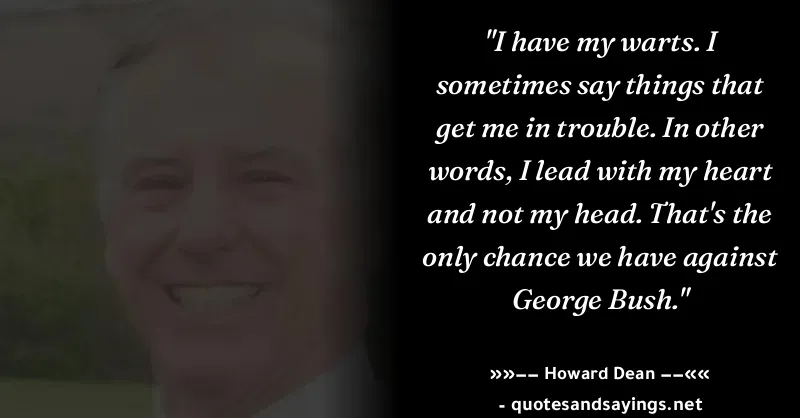 "I have my warts. I
sometimes say things that
get me in trouble. In other
words, I lead with my heart
and not my head. That's the
only chance we have against
George Bush."
»»–– Howard Dean ––««
- quotesandsayings.net